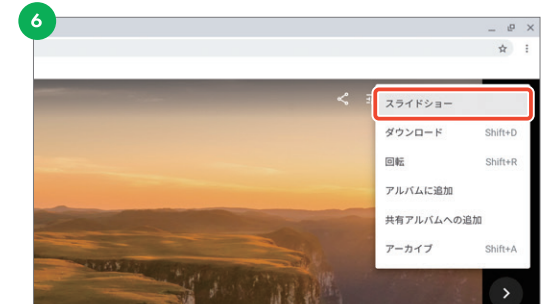 6
スライドショー
ダウンロード Shift+D
回転 Shift+R
アルバムに追加
共有アルバムへの追加
アーカイブ Shift+A